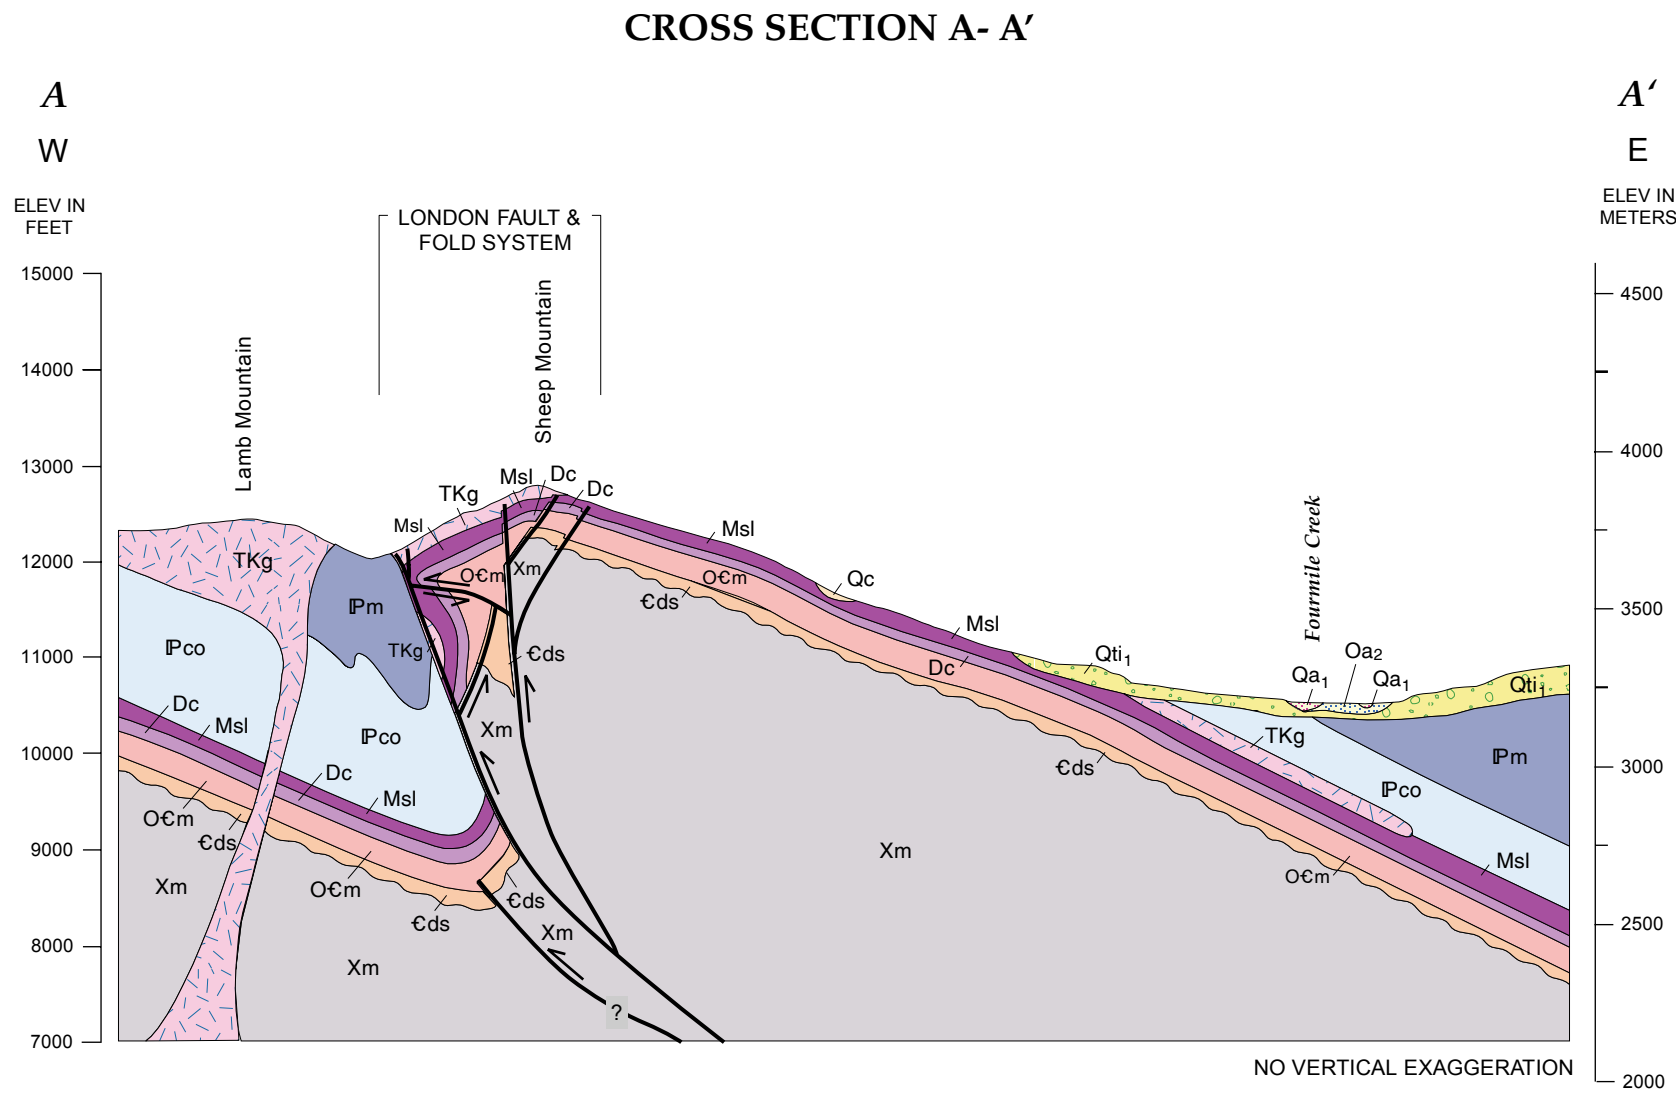 CROSS SECTION A- A′
A
A‘
W
E
ELEV IN
FEET
ELEV IN
METERS
LONDON FAULT &
FOLD SYSTEM
Lamb Mountain
Sheep Mountain
Fourmile Creek
15000
14000
13000
12000
11000
10000
9000
8000
7000
4500
4000
3500
3000
2500
2000
TKg
Msl
Dc
Dc
Msl
TKg
Msl
TKg
ℙm
O€m
Xm
O€m
€ds
Qc
Msl
TKg
€ds
ℙco
Dc
Qti1
Oa2
Qa1
Qa1
Qti1
Dc
Msl
ℙco
Xm
TKg
ℙm
€ds
Dc
Msl
ℙco
O€m
€ds
Xm
Msl
Xm
O€m
€ds
€ds
O€m
Xm
Xm
?
NO VERTICAL EXAGGERATION